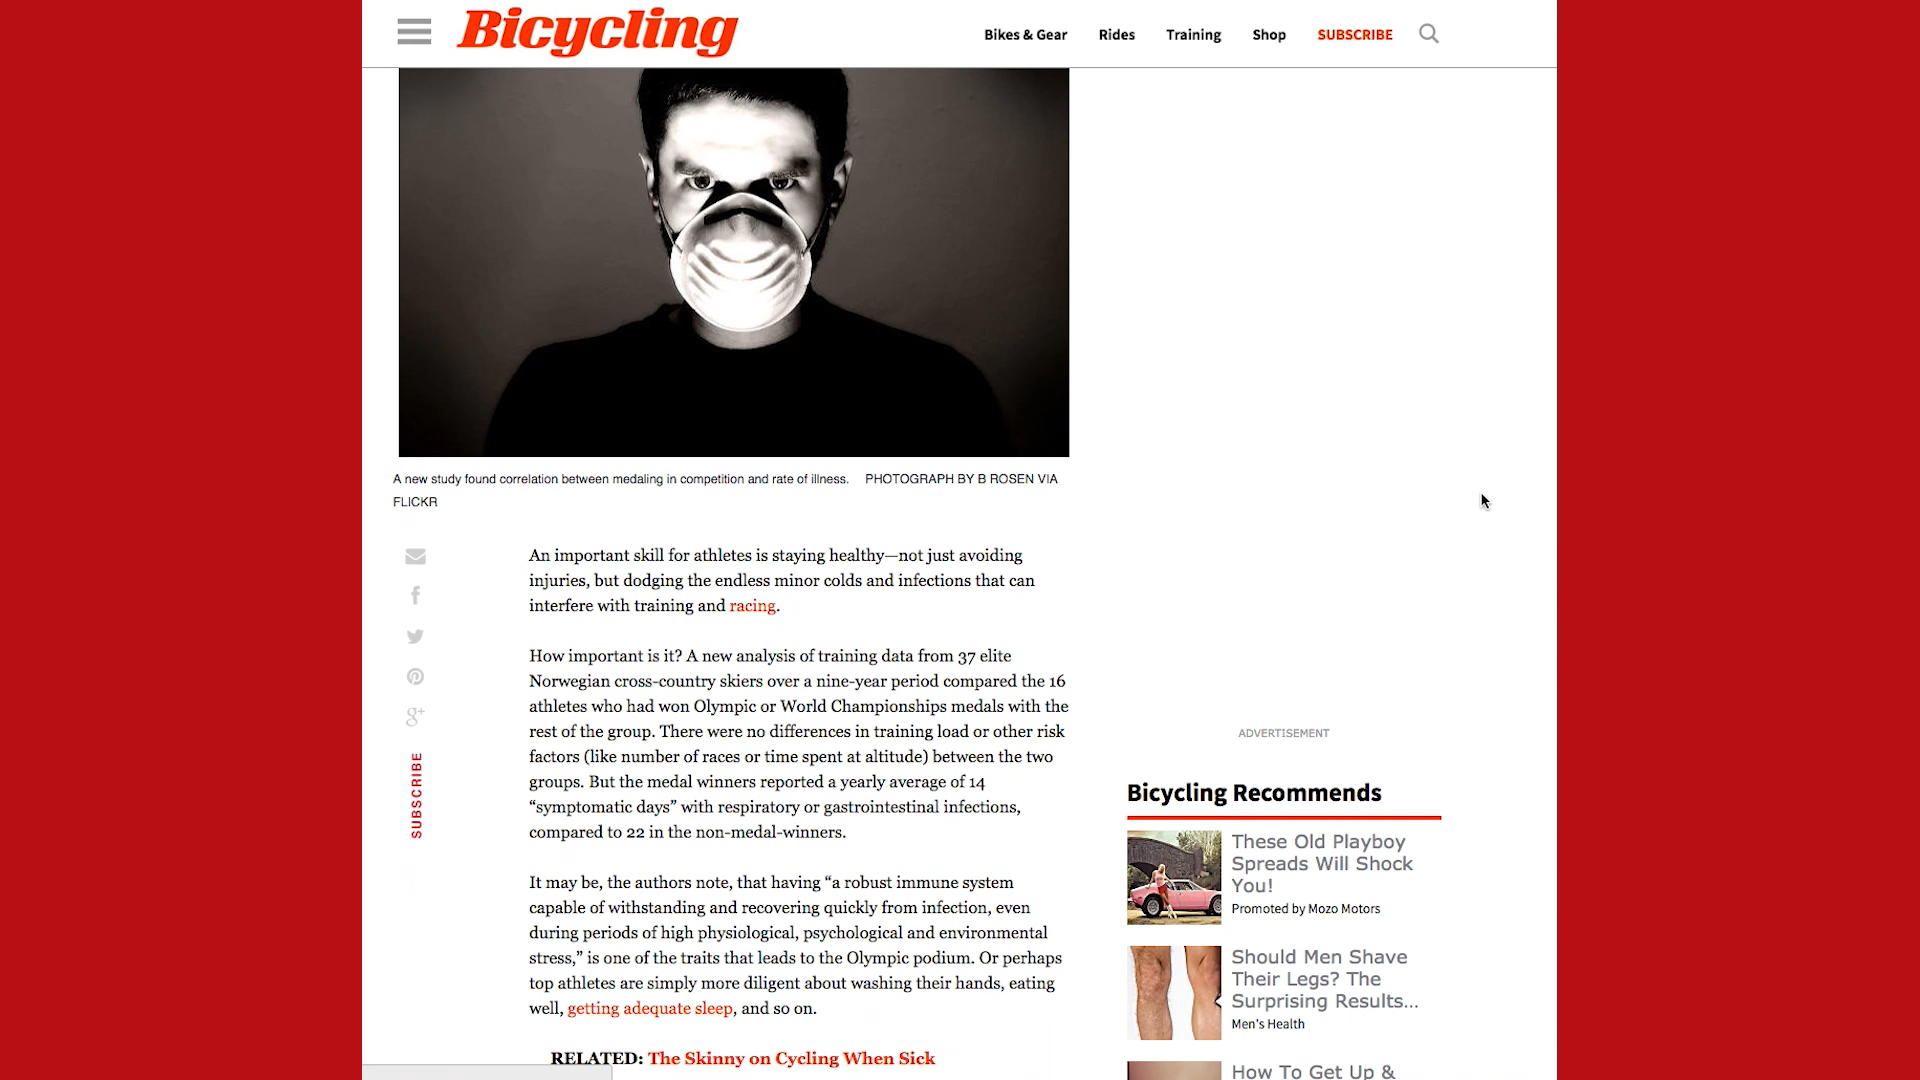 Bicycling
Bikes & Gear Rides Training Shop SUBSCRIBE
A new study found correlation between medaling in competition and rate of illness. PHOTOGRAPH BY B ROSEN VIA
FLICKR
An important skill for athletes is staying healthy—not just avoiding
injuries, but dodging the endless minor colds and infections that can
interfere with training and racing.
How important is it? A new analysis of training data from 37 elite
Norwegian cross-country skiers over a nine-year period compared the 16
athletes who had won Olympic or World Championships medals with the
rest of the group. There were no differences in training load or other risk
factors (like number of races or time spent at altitude) between the two
groups. But the medal winners reported a yearly average of 14
“symptomatic days” with respiratory or gastrointestinal infections,
compared to 22 in the non-medal-winners.
It may be, the authors note, that having “a robust immune system
capable of withstanding and recovering quickly from infection, even
during periods of high physiological, psychological and environmental
stress,” is one of the traits that leads to the Olympic podium. Or perhaps
top athletes are simply more diligent about washing their hands, eating
well, getting adequate sleep, and so on.
RELATED: The Skinny on Cycling When Sick
SUBSCRIBE
ADVERTISEMENT
Bicycling Recommends
These Old Playboy
Spreads Will Shock
You!
Promoted by Mozo Motors
Should Men Shave
Their Legs? The
Surprising Results...
Men's Health
How To Get Up &